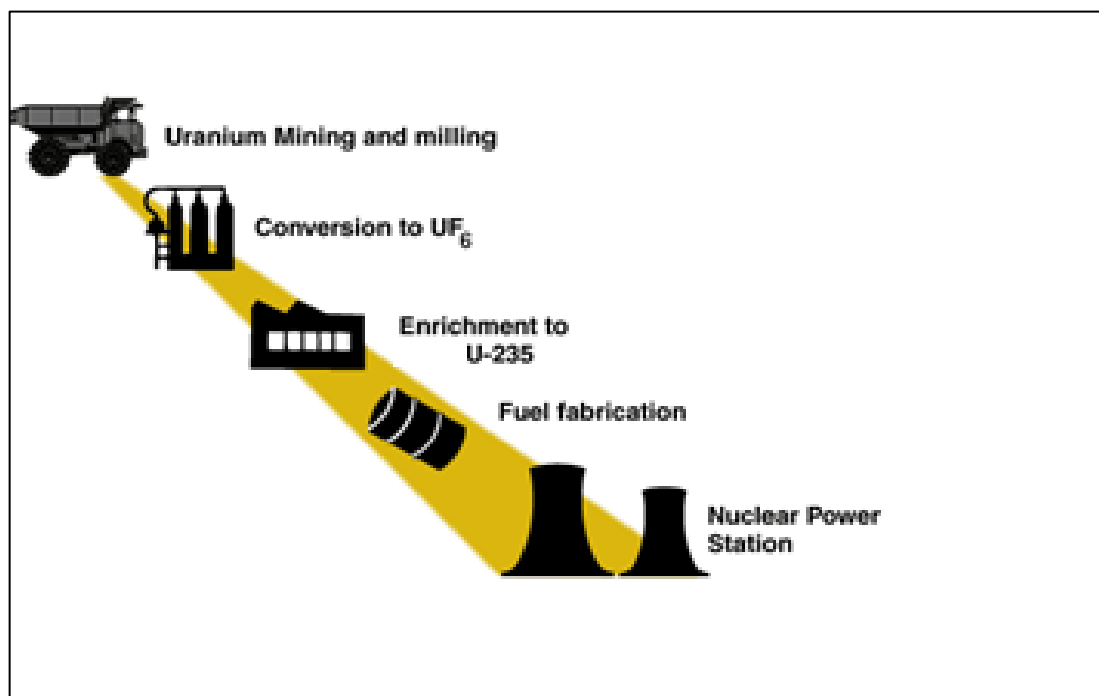 Uranium Mining and milling
Conversion to UF₆
Enrichment to
U-235
Fuel fabrication
Nuclear Power
Station